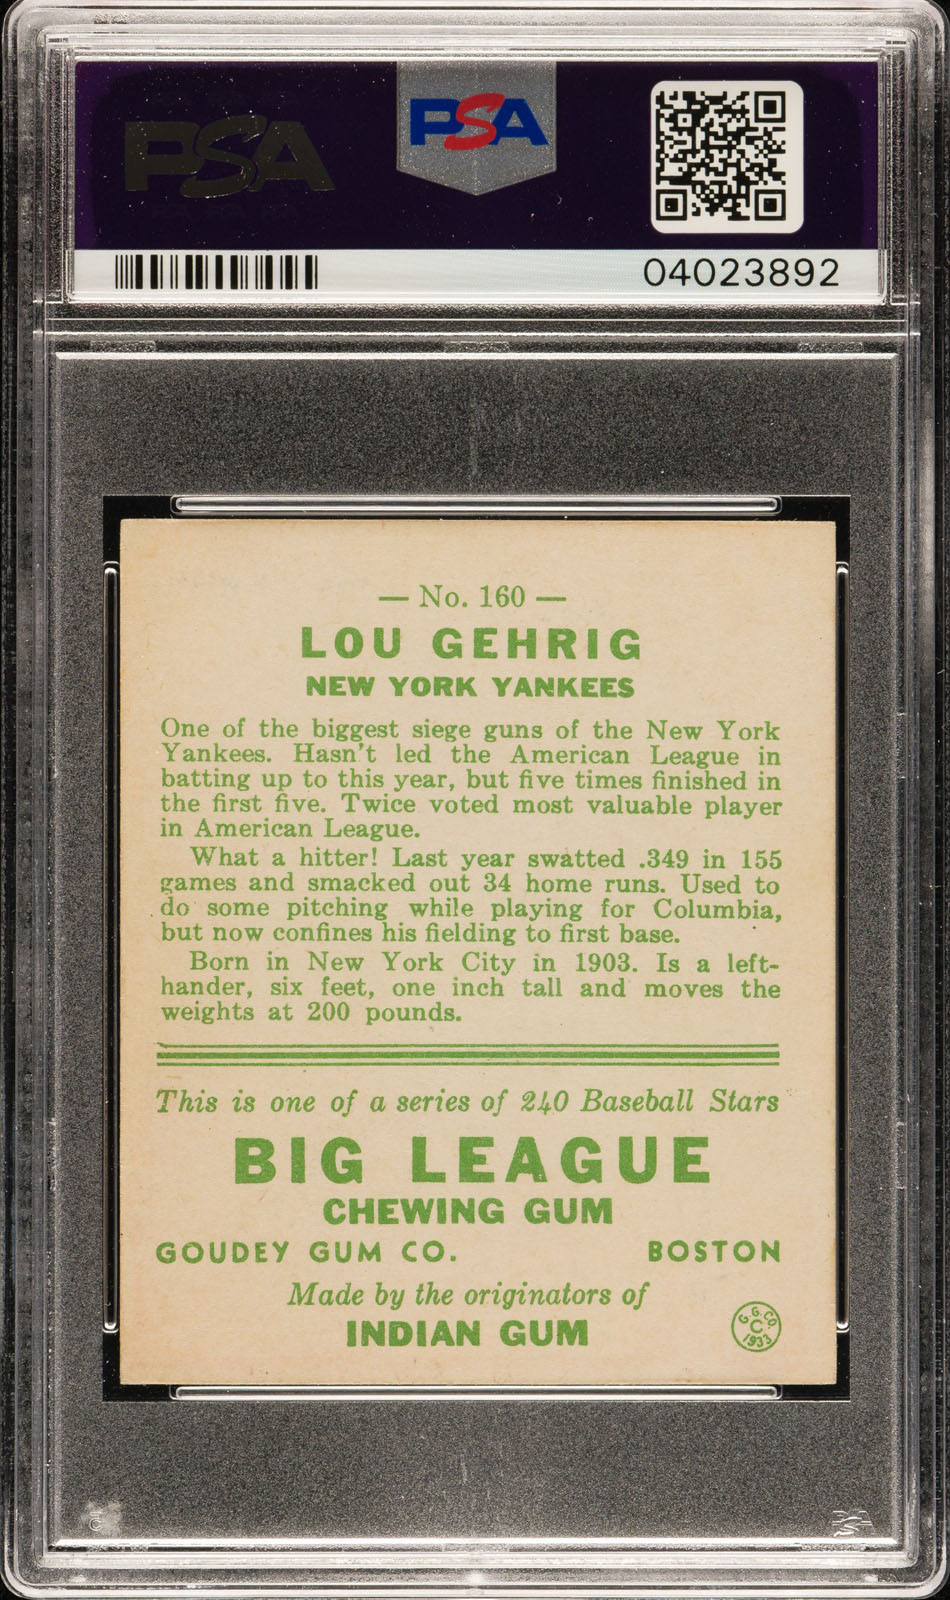 PSA
PSA
04023892
— No. 160 —
LOU GEHRIG
NEW YORK YANKEES
One of the biggest siege guns of the New York
Yankees. Hasn't led the American League in
batting up to this year, but five times finished in
the first five. Twice voted most valuable player
in American League.
What a hitter! Last year swatted .349 in 155
games and smacked out 34 home runs. Used to
do some pitching while playing for Columbia,
but now confines his fielding to first base.
Born in New York City in 1903. Is a left-
hander, six feet, one inch tall and moves the
weights at 200 pounds.
This is one of a series of 240 Baseball Stars
BIG LEAGUE
CHEWING GUM
GOUDEY GUM CO. BOSTON
Made by the originators of
INDIAN GUM
G. G. CO.
C
1933